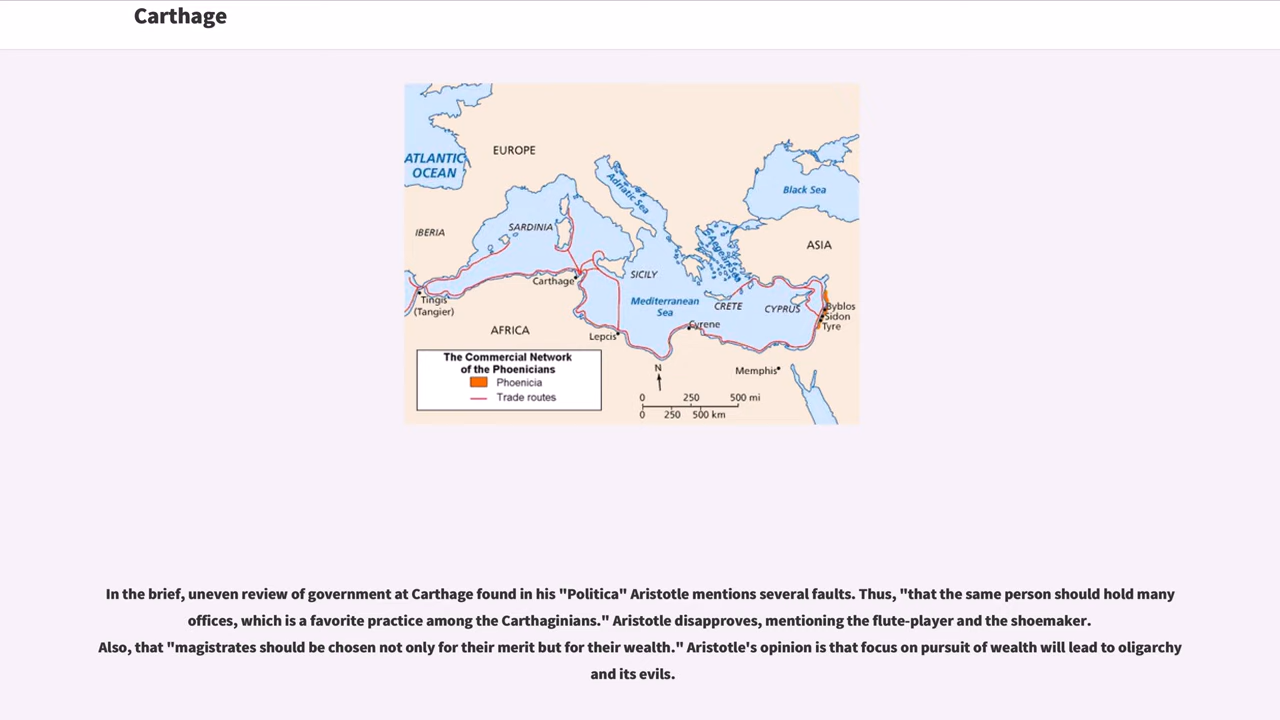 Carthage
EUROPE
ATLANTIC
OCEAN
Adriatic Sea
Black Sea
IBERIA
SARDINIA
Aegean Sea
ASIA
SICILY
Carthage
Tingis
(Tangier)
Mediterranean
Sea
CRETE
CYPRUS
Byblos
Sidon
Tyre
AFRICA
Lepcis
Cyrene
The Commercial Network
of the Phoenicians
Phoenicia
Trade routes
N
Memphis
0 250 500 mi
0 250 500 km
In the brief, uneven review of government at Carthage found in his "Politica" Aristotle mentions several faults. Thus, "that the same person should hold many
offices, which is a favorite practice among the Carthaginians." Aristotle disapproves, mentioning the flute-player and the shoemaker.
Also, that "magistrates should be chosen not only for their merit but for their wealth." Aristotle's opinion is that focus on pursuit of wealth will lead to oligarchy
and its evils.